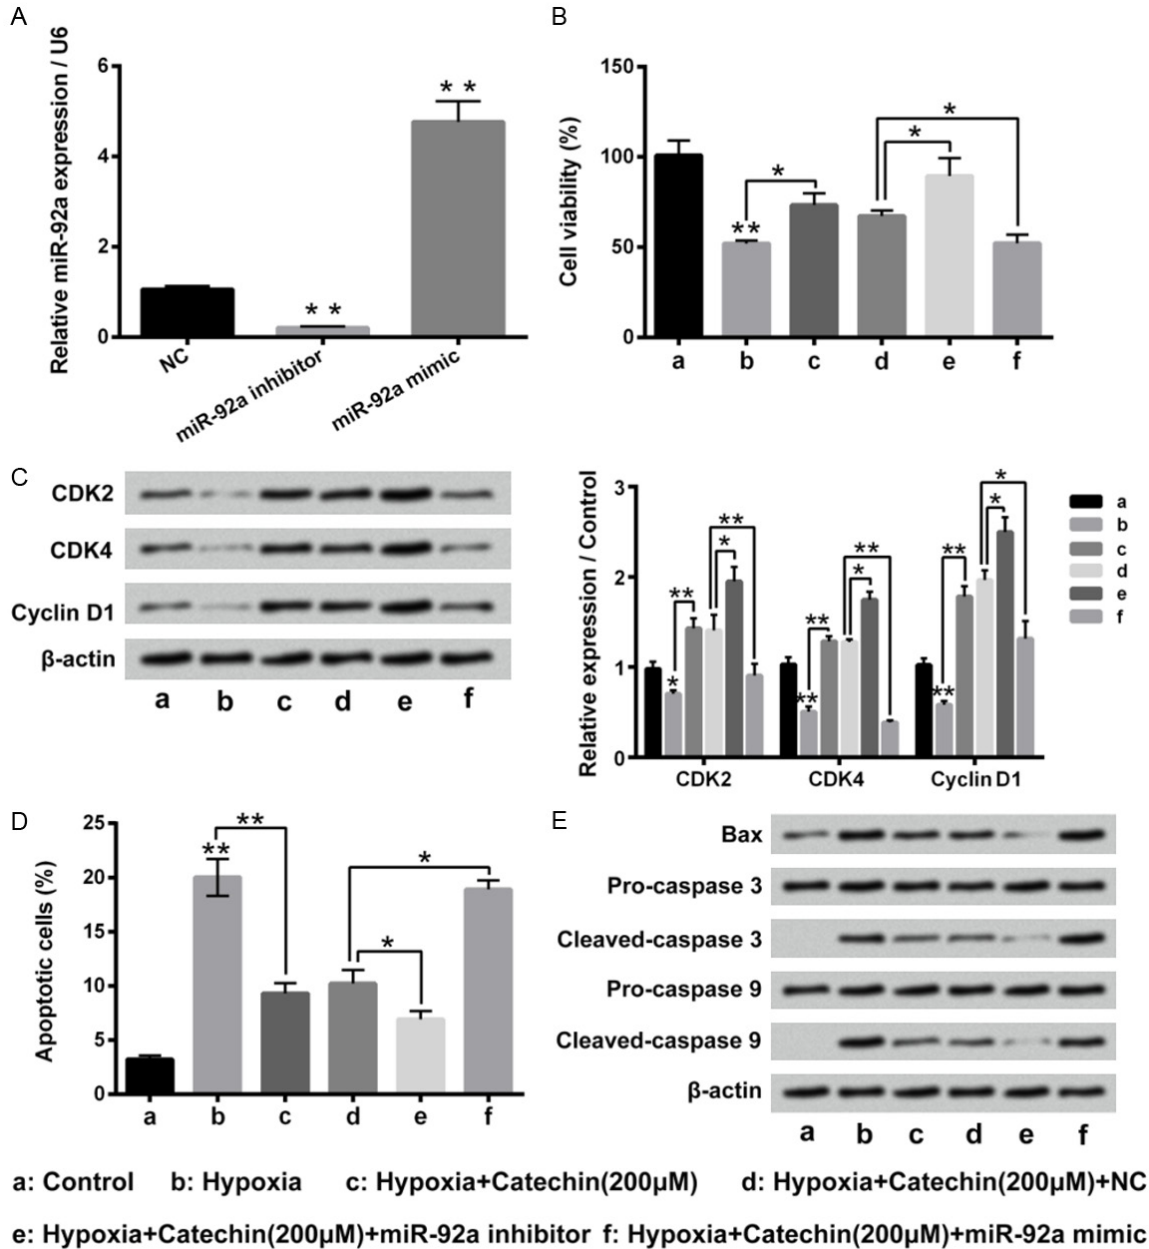 A
Relative miR-92a expression / U6
6
4
2
0
* *
* *
NC
miR-92a inhibitor
miR-92a mimic
B
Cell viability (%)
150
100
50
0
**
*
*
*
a b c d e f
C
CDK2
CDK4
Cyclin D1
β-actin
a b c d e f
Relative expression / Control
3
2
1
0
*
**
*
**
**
**
*
**
**
**
*
*
CDK2 CDK4 Cyclin D1
a
b
c
d
e
f
D
Apoptotic cells (%)
25
20
15
10
5
0
**
**
*
*
a b c d e f
E
Bax
Pro-caspase 3
Cleaved-caspase 3
Pro-caspase 9
Cleaved-caspase 9
β-actin
a b c d e f
a: Control b: Hypoxia c: Hypoxia+Catechin(200μM) d: Hypoxia+Catechin(200μM)+NC
e: Hypoxia+Catechin(200μM)+miR-92a inhibitor f: Hypoxia+Catechin(200μM)+miR-92a mimic